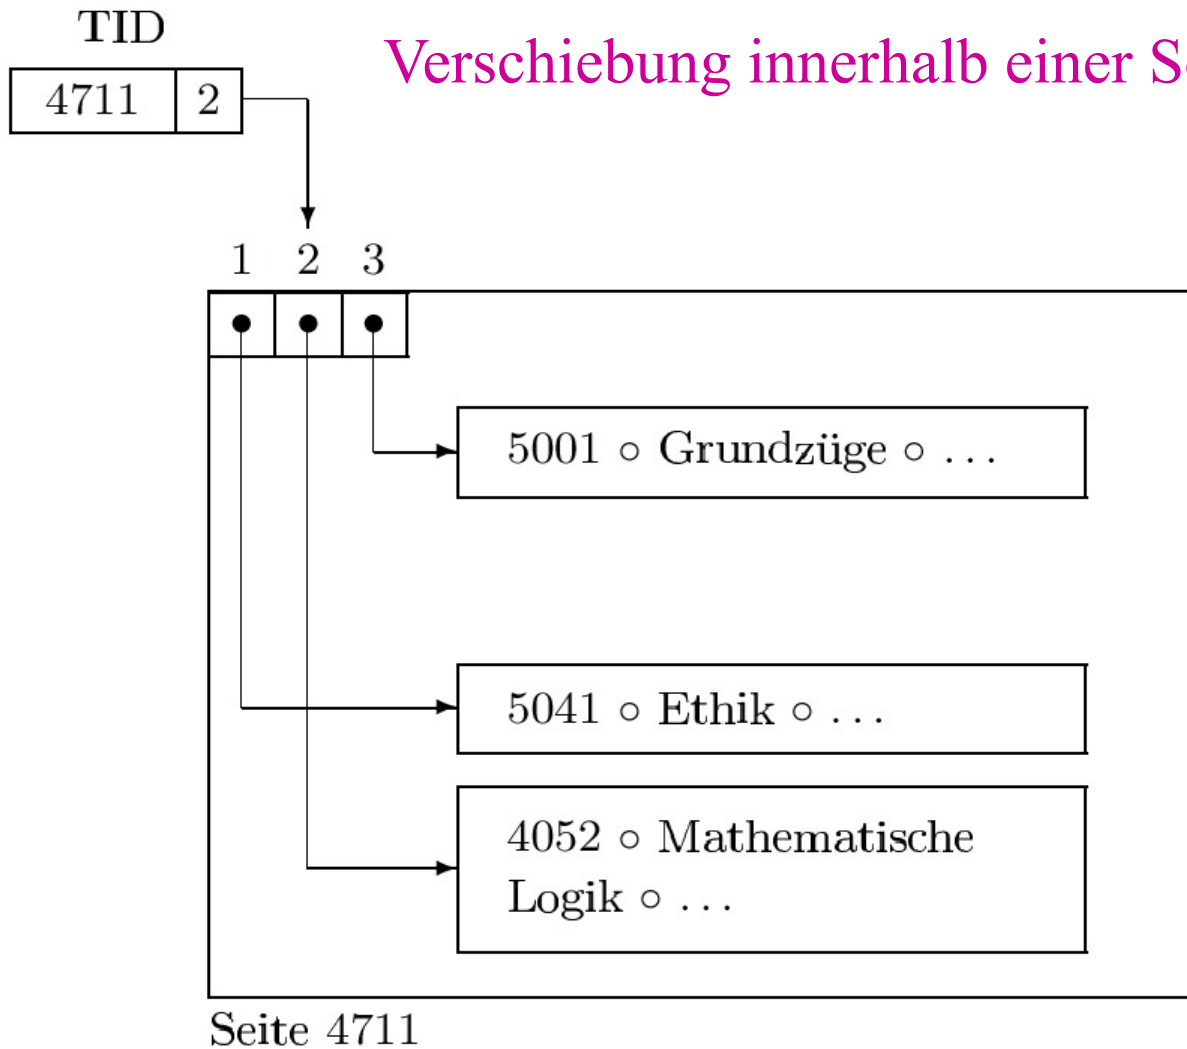 TID
Verschiebung innerhalb einer
4711 2
1 2 3
5001 ∘ Grundzüge ∘ ...
5041 ∘ Ethik ∘ ...
4052 ∘ Mathematische
Logik ∘ ...
Seite 4711